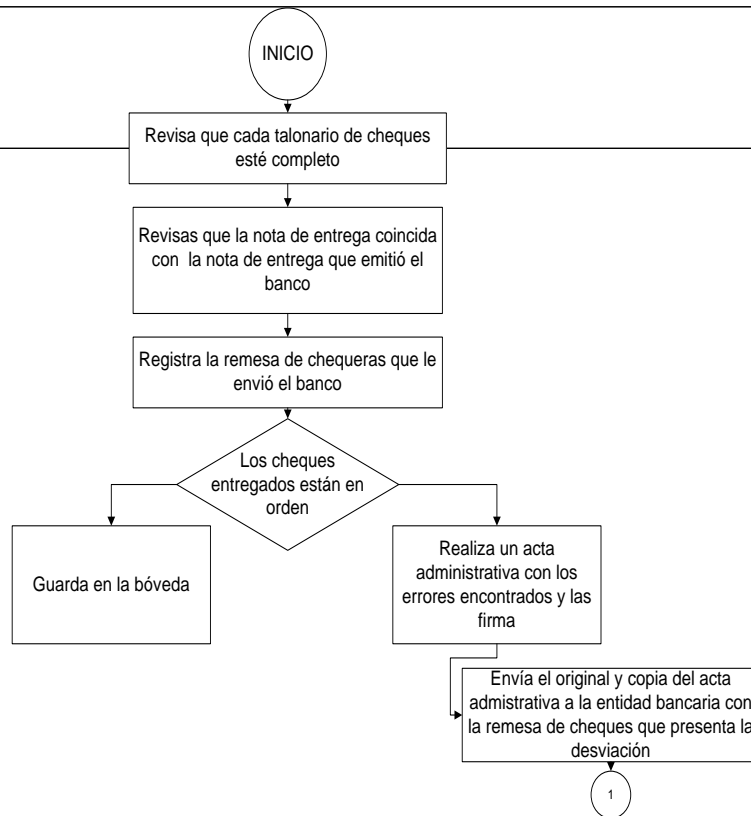 INICIO
Revisa que cada talonario de cheques
esté completo
Revisas que la nota de entrega coincida
con la nota de entrega que emitió el
banco
Registra la remesa de chequeras que le
envió el banco
Los cheques
entregados están en
orden
Guarda en la bóveda
Realiza un acta
administrativa con los
errores encontrados y las
firma
Envía el original y copia del acta
admistrativa a la entidad bancaria con
la remesa de cheques que presenta la
desviación
1